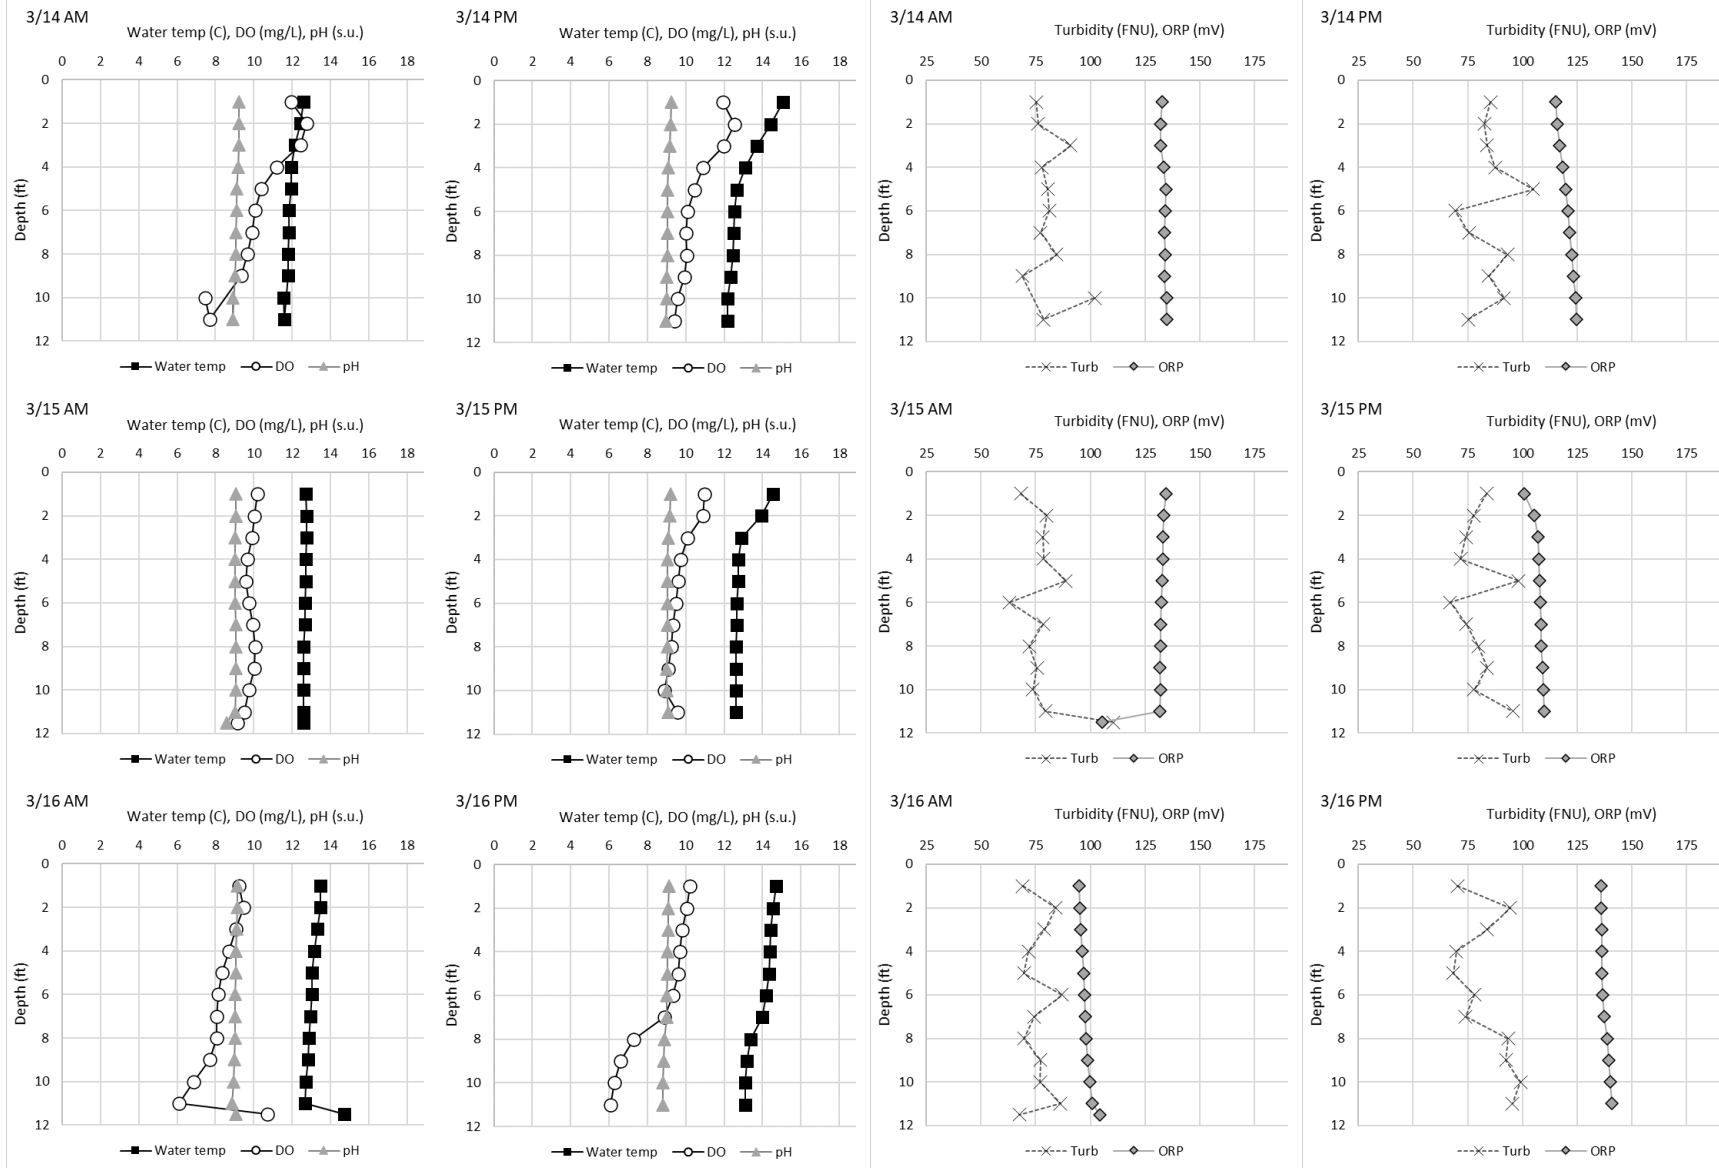 3/14 AM
Water temp (C), DO (mg/L), pH (s.u.)
0 2 4 6 8 10 12 14 16 18
0
2
4
6
8
10
12
Depth (ft)
Water temp DO pH
3/14 PM
Water temp (C), DO (mg/L), pH (s.u.)
0 2 4 6 8 10 12 14 16 18
0
2
4
6
8
10
12
Depth (ft)
Water temp DO pH
3/14 AM
Turbidity (FNU), ORP (mV)
25 50 75 100 125 150 175
0
2
4
6
8
10
12
Depth (ft)
Turb ORP
3/14 PM
Turbidity (FNU), ORP (mV)
25 50 75 100 125 150 175
0
2
4
6
8
10
12
Depth (ft)
Turb ORP
3/15 AM
Water temp (C), DO (mg/L), pH (s.u.)
0 2 4 6 8 10 12 14 16 18
0
2
4
6
8
10
12
Depth (ft)
Water temp DO pH
3/15 PM
Water temp (C), DO (mg/L), pH (s.u.)
0 2 4 6 8 10 12 14 16 18
0
2
4
6
8
10
12
Depth (ft)
Water temp DO pH
3/15 AM
Turbidity (FNU), ORP (mV)
25 50 75 100 125 150 175
0
2
4
6
8
10
12
Depth (ft)
Turb ORP
3/15 PM
Turbidity (FNU), ORP (mV)
25 50 75 100 125 150 175
0
2
4
6
8
10
12
Depth (ft)
Turb ORP
3/16 AM
Water temp (C), DO (mg/L), pH (s.u.)
0 2 4 6 8 10 12 14 16 18
0
2
4
6
8
10
12
Depth (ft)
Water temp DO pH
3/16 PM
Water temp (C), DO (mg/L), pH (s.u.)
0 2 4 6 8 10 12 14 16 18
0
2
4
6
8
10
12
Depth (ft)
Water temp DO pH
3/16 AM
Turbidity (FNU), ORP (mV)
25 50 75 100 125 150 175
0
2
4
6
8
10
12
Depth (ft)
Turb ORP
3/16 PM
Turbidity (FNU), ORP (mV)
25 50 75 100 125 150 175
0
2
4
6
8
10
12
Depth (ft)
Turb ORP